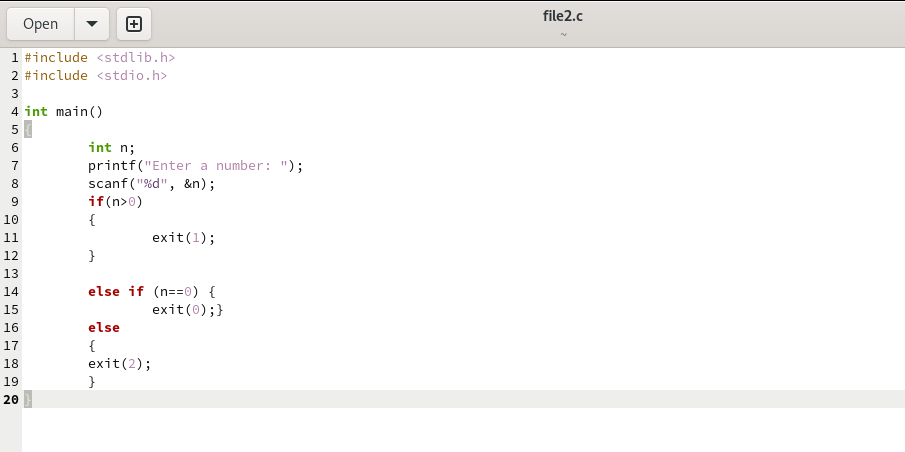 Open
file2.c
~
1 #include <stdlib.h>
2 #include <stdio.h>
3
4 int main()
5 {
6         int n;
7         printf("Enter a number: ");
8         scanf("%d", &n);
9         if(n>0)
10         {
11                 exit(1);
12         }
13
14         else if (n==0) {
15                 exit(0);}
16         else
17         {
18         exit(2);
19         }
20 }